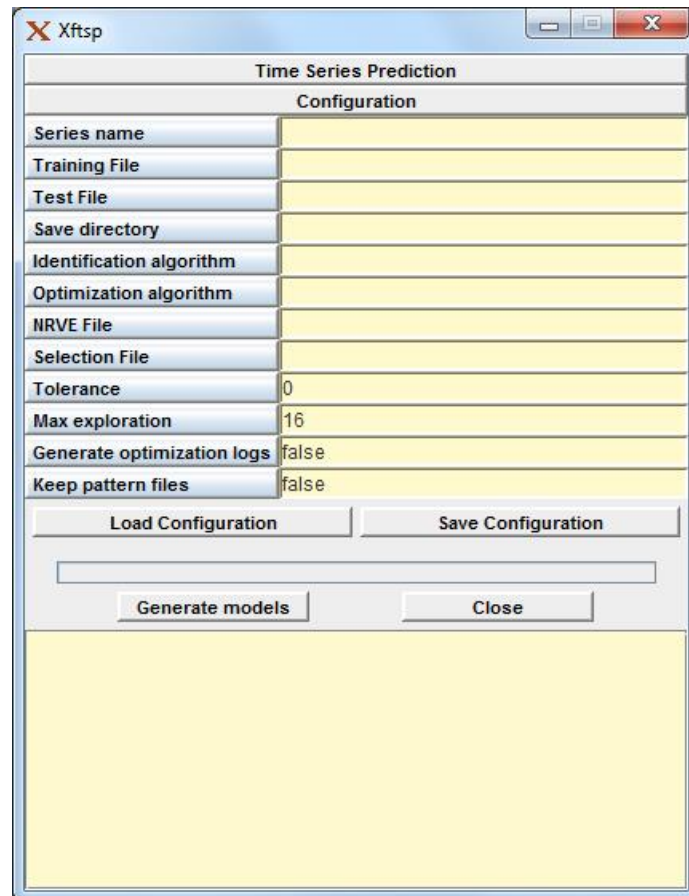 Xftsp
Time Series Prediction
Configuration
Series name
Training File
Test File
Save directory
Identification algorithm
Optimization algorithm
NRVE File
Selection File
Tolerance 0
Max exploration 16
Generate optimization logs false
Keep pattern files false
Load Configuration Save Configuration
Generate models Close